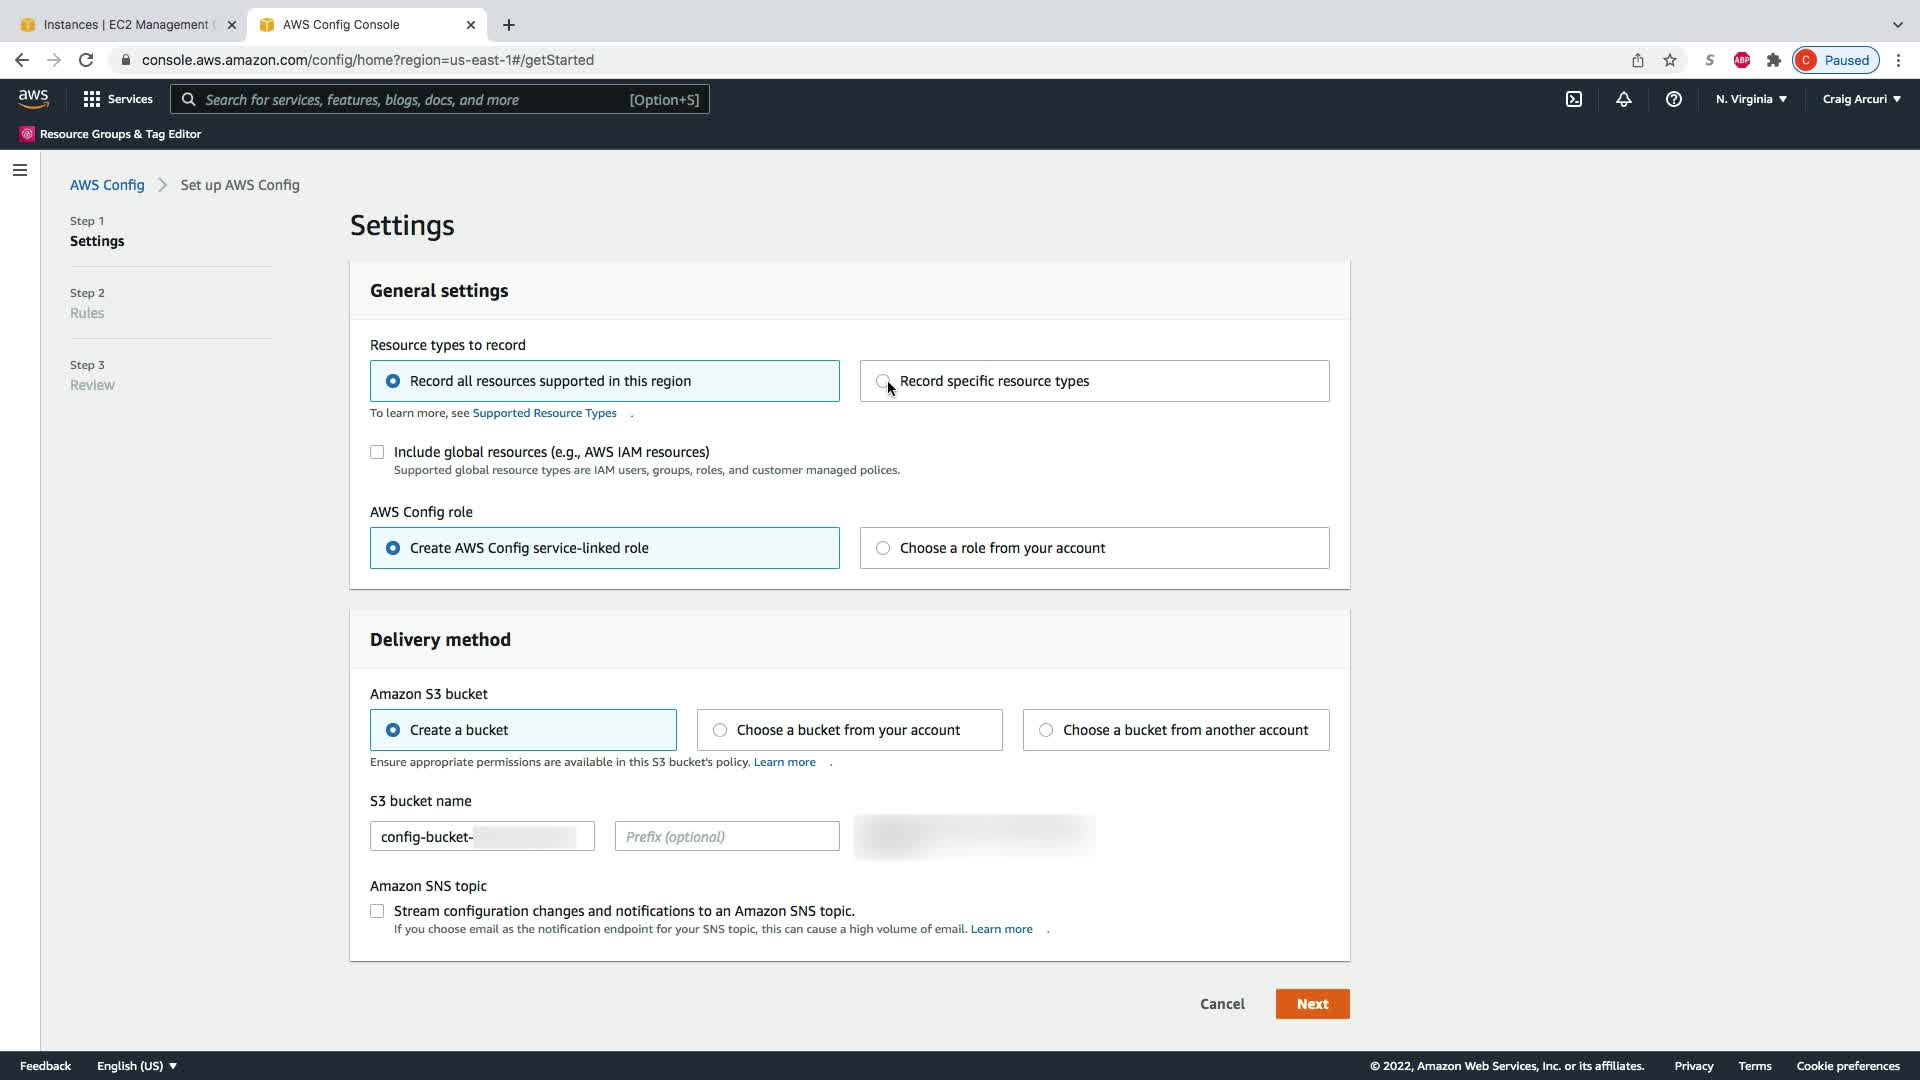 Instances | EC2 Management
AWS Config Console
console.aws.amazon.com/config/home?region=us-east-1#/getStarted
S
ABP
C
Paused
aws
Services
Search for services, features, blogs, docs, and more
[Option+S]
N. Virginia
Craig Arcuri
Resource Groups & Tag Editor
AWS Config
Set up AWS Config
Step 1
Settings
Step 2
Rules
Step 3
Review
Settings
General settings
Resource types to record
Record all resources supported in this region
Record specific resource types
To learn more, see Supported Resource Types .
Include global resources (e.g., AWS IAM resources)
Supported global resource types are IAM users, groups, roles, and customer managed polices.
AWS Config role
Create AWS Config service-linked role
Choose a role from your account
Delivery method
Amazon S3 bucket
Create a bucket
Choose a bucket from your account
Choose a bucket from another account
Ensure appropriate permissions are available in this S3 bucket's policy. Learn more .
S3 bucket name
config-bucket-
Prefix (optional)
Amazon SNS topic
Stream configuration changes and notifications to an Amazon SNS topic.
If you choose email as the notification endpoint for your SNS topic, this can cause a high volume of email. Learn more .
Cancel
Next
Feedback
English (US)
© 2022, Amazon Web Services, Inc. or its affiliates.
Privacy
Terms
Cookie preferences